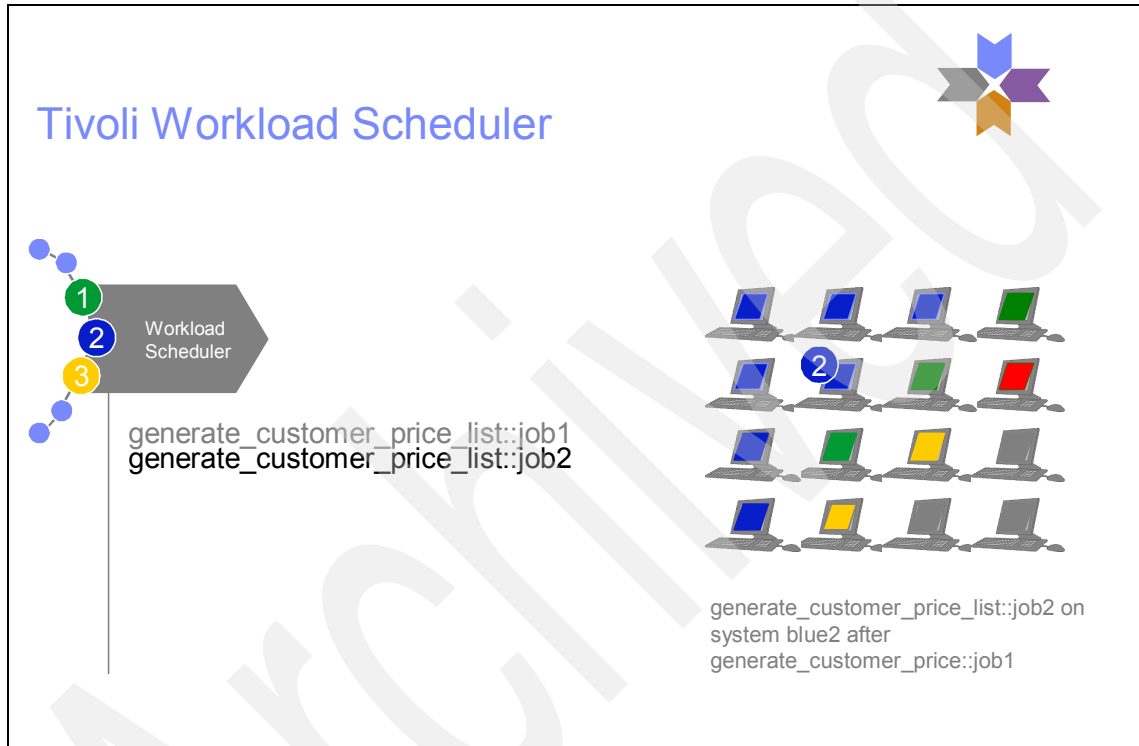 Tivoli Workload Scheduler
1
2
3
Workload
Scheduler
generate_customer_price_list::job1
generate_customer_price_list::job2
2
generate_customer_price_list::job2 on
system blue2 after
generate_customer_price::job1
Archived